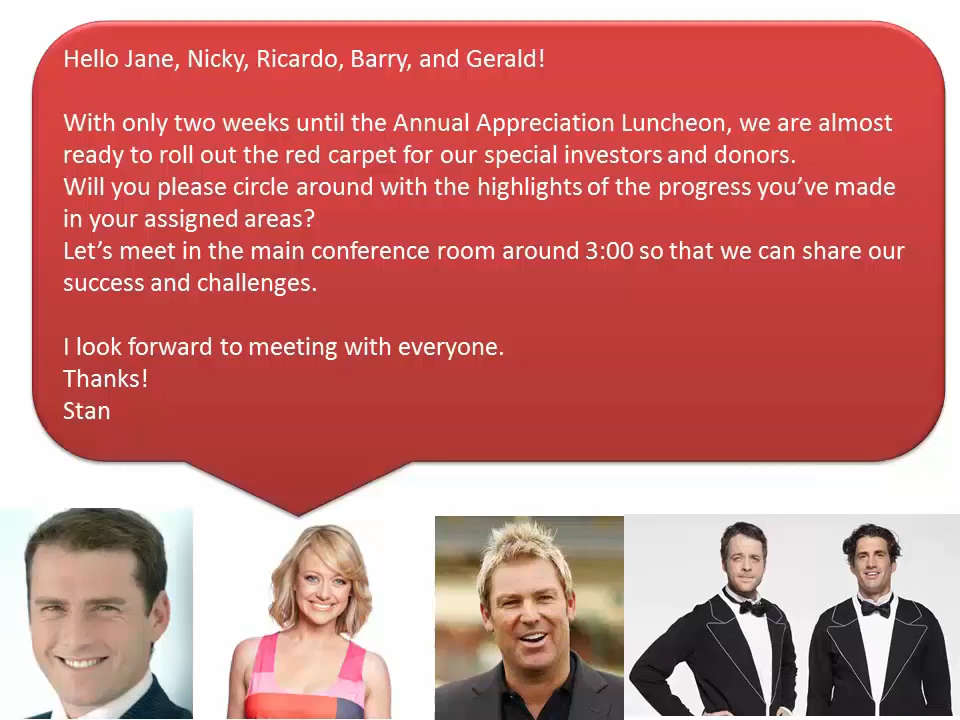 Hello Jane, Nicky, Ricardo, Barry, and Gerald!
With only two weeks until the Annual Appreciation Luncheon, we are almost
ready to roll out the red carpet for our special investors and donors.
Will you please circle around with the highlights of the progress you’ve made
in your assigned areas?
Let’s meet in the main conference room around 3:00 so that we can share our
success and challenges.
I look forward to meeting with everyone.
Thanks!
Stan